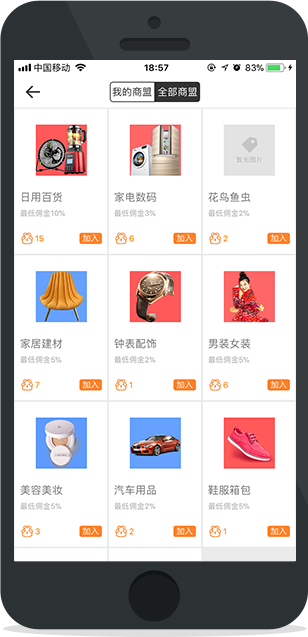 中国移动 18:57 83%
我的商盟 全部商盟
暂无图片
日用百货 家电数码 花鸟鱼虫
最低佣金10% 最低佣金3% 最低佣金2%
15 加入 6 加入 2 加入
家居建材 钟表配饰 男装女装
最低佣金5% 最低佣金2% 最低佣金5%
7 加入 1 加入 6 加入
美容美妆 汽车用品 鞋服箱包
最低佣金5% 最低佣金2% 最低佣金5%
3 加入 2 加入 1 加入